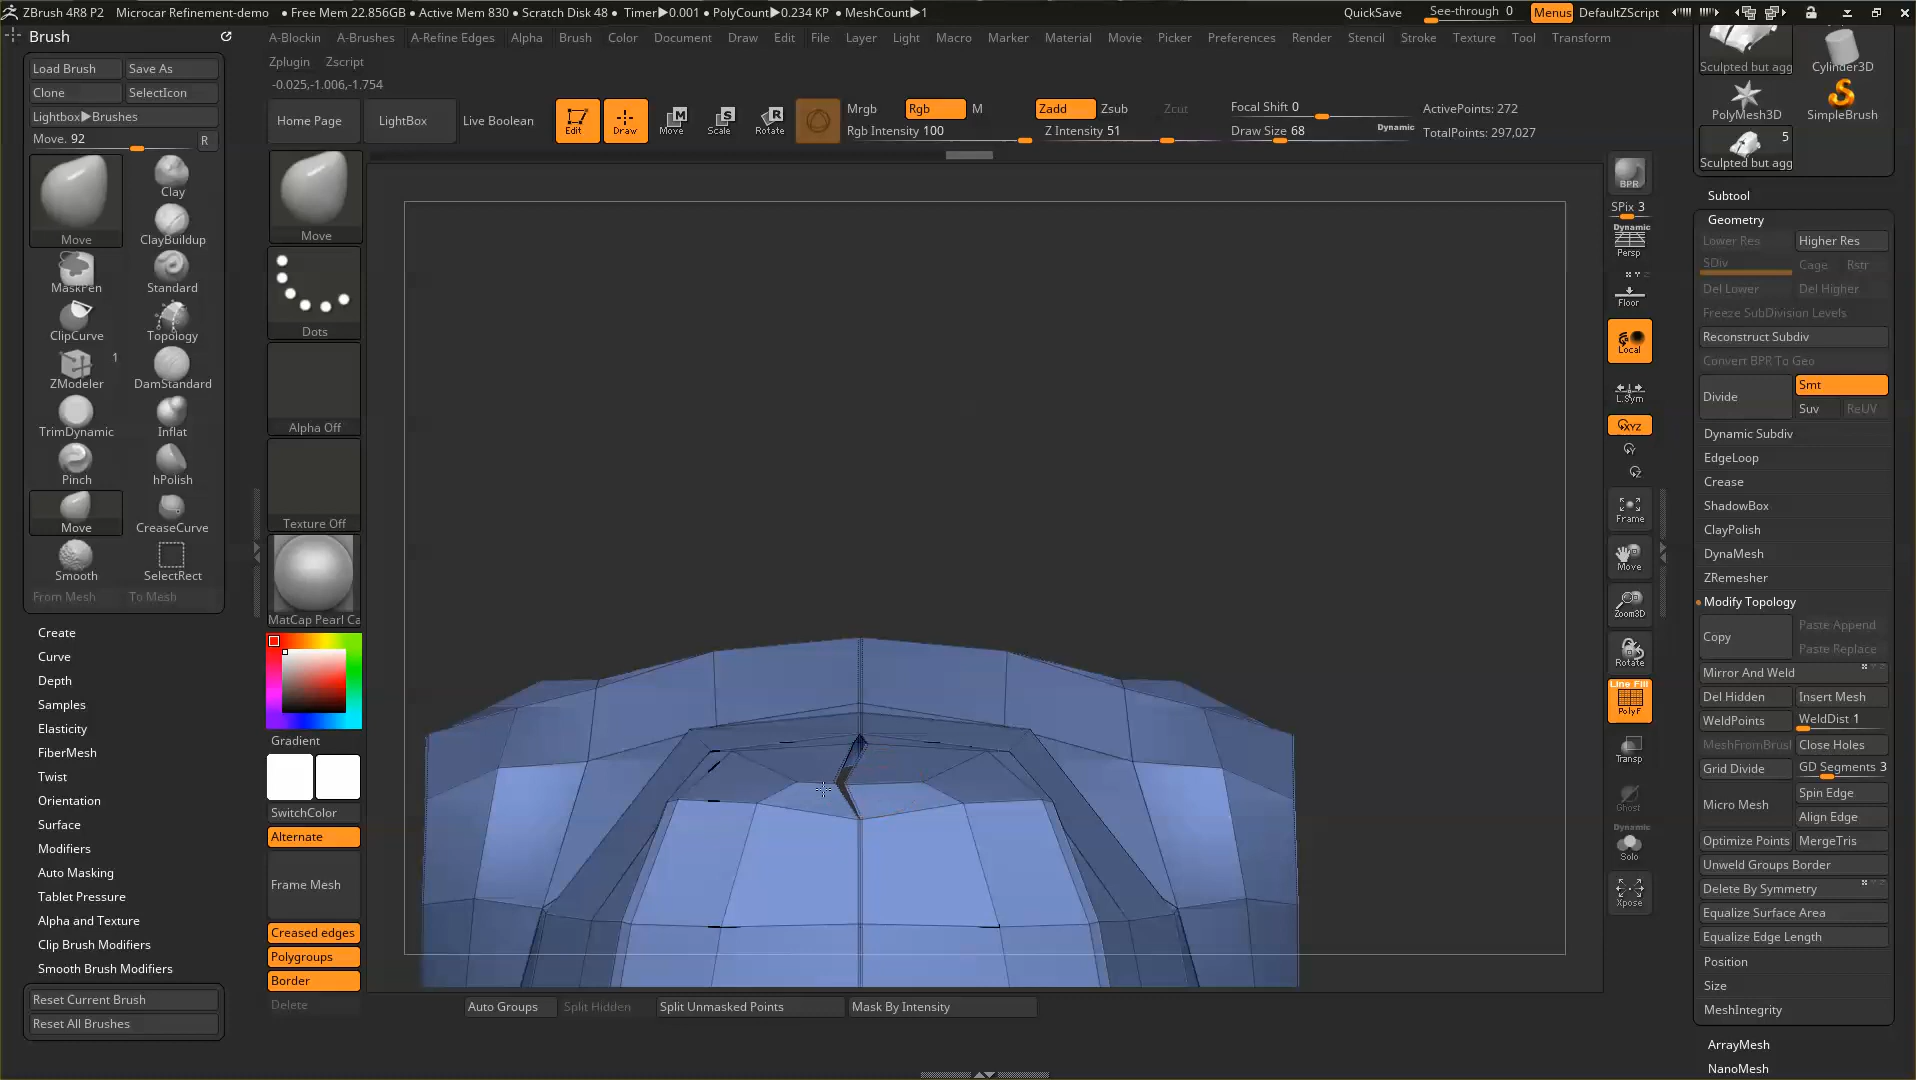 ZBrush 4R8 P2 Microcar Refinement-demo ● Free Mem 22.856GB ● Active Mem 830 ● Scratch Disk 48 ● Timer▶0.001 ● PolyCount▶0.234 KP ● MeshCount▶1 QuickSave See-through 0 Menus DefaultZScript
Brush
A-Blockin A-Brushes A-Refine Edges Alpha Brush Color Document Draw Edit File Layer Light Macro Marker Material Movie Picker Preferences Render Stencil Stroke Texture Tool Transform
Zplugin Zscript
-0.025,-1.006,-1.754
Load Brush Save As
Clone SelectIcon
Lightbox▶Brushes
Move. 92 R
Move
Clay
ClayBuildup
MaskPen Standard
ClipCurve Topology
1
ZModeler DamStandard
TrimDynamic Inflat
Pinch hPolish
Move CreaseCurve
Smooth SelectRect
From Mesh To Mesh
Create
Curve
Depth
Samples
Elasticity
FiberMesh
Twist
Orientation
Surface
Modifiers
Auto Masking
Tablet Pressure
Alpha and Texture
Clip Brush Modifiers
Smooth Brush Modifiers
Reset Current Brush
Reset All Brushes
Home Page LightBox Live Boolean
Edit Draw Move Scale Rotate
M S R
Mrgb Rgb M
Rgb Intensity 100
Zadd Zsub Zcut
Z Intensity 51
Focal Shift 0
Draw Size 68 Dynamic
ActivePoints: 272
TotalPoints: 297,027
Move
Dots
Alpha Off
Texture Off
MatCap Pearl Ca
Gradient
SwitchColor
Alternate
Frame Mesh
Creased edges
Polygroups
Border
Delete
Auto Groups Split Hidden Split Unmasked Points Mask By Intensity
BPR
SPix 3
Dynamic
Persp
Floor
Local
L.Sym
XYZ
Frame
Move
Zoom3D
Rotate
Line Fill
PolyF
Transp
Ghost
Dynamic
Solo
Xpose
Sculpted but agg Cylinder3D
PolyMesh3D SimpleBrush
5
Sculpted but agg
Subtool
Geometry
Lower Res Higher Res
SDiv Cage Rstr
Del Lower Del Higher
Freeze SubDivision Levels
Reconstruct Subdiv
Convert BPR To Geo
Divide Smt
Suv ReUV
Dynamic Subdiv
EdgeLoop
Crease
ShadowBox
ClayPolish
DynaMesh
ZRemesher
Modify Topology
Copy Paste Append
Paste Replace
Mirror And Weld
Del Hidden Insert Mesh
WeldPoints WeldDist 1
MeshFromBrus Close Holes
Grid Divide GD Segments 3
Micro Mesh Spin Edge
Align Edge
Optimize Points MergeTris
Unweld Groups Border
Delete By Symmetry
Equalize Surface Area
Equalize Edge Length
Position
Size
MeshIntegrity
ArrayMesh
NanoMesh